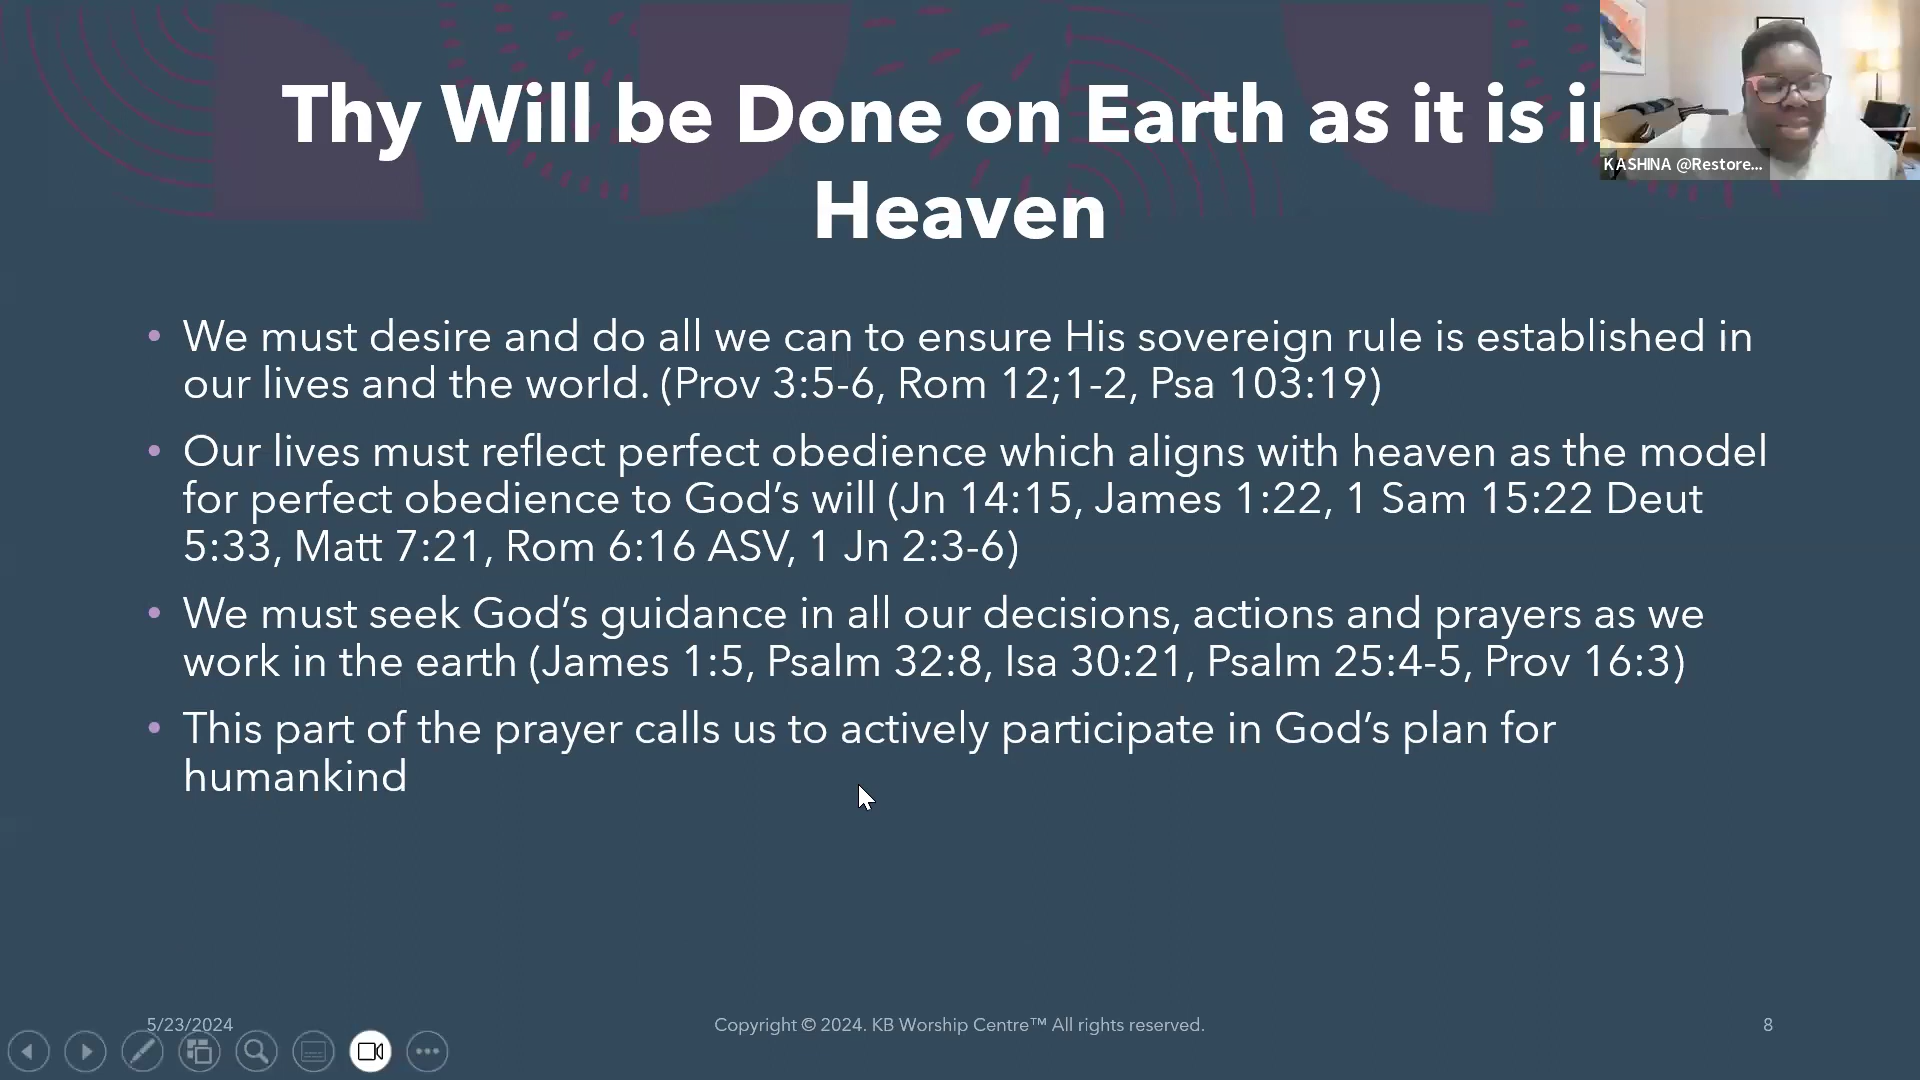 Thy Will be Done on Earth as it is in
Heaven
KASHINA @Restore...
• We must desire and do all we can to ensure His sovereign rule is established in
our lives and the world. (Prov 3:5-6, Rom 12;1-2, Psa 103:19)
• Our lives must reflect perfect obedience which aligns with heaven as the model
for perfect obedience to God’s will (Jn 14:15, James 1:22, 1 Sam 15:22 Deut
5:33, Matt 7:21, Rom 6:16 ASV, 1 Jn 2:3-6)
• We must seek God’s guidance in all our decisions, actions and prayers as we
work in the earth (James 1:5, Psalm 32:8, Isa 30:21, Psalm 25:4-5, Prov 16:3)
• This part of the prayer calls us to actively participate in God’s plan for
humankind
5/23/2024
Copyright © 2024. KB Worship Centre™ All rights reserved.
8